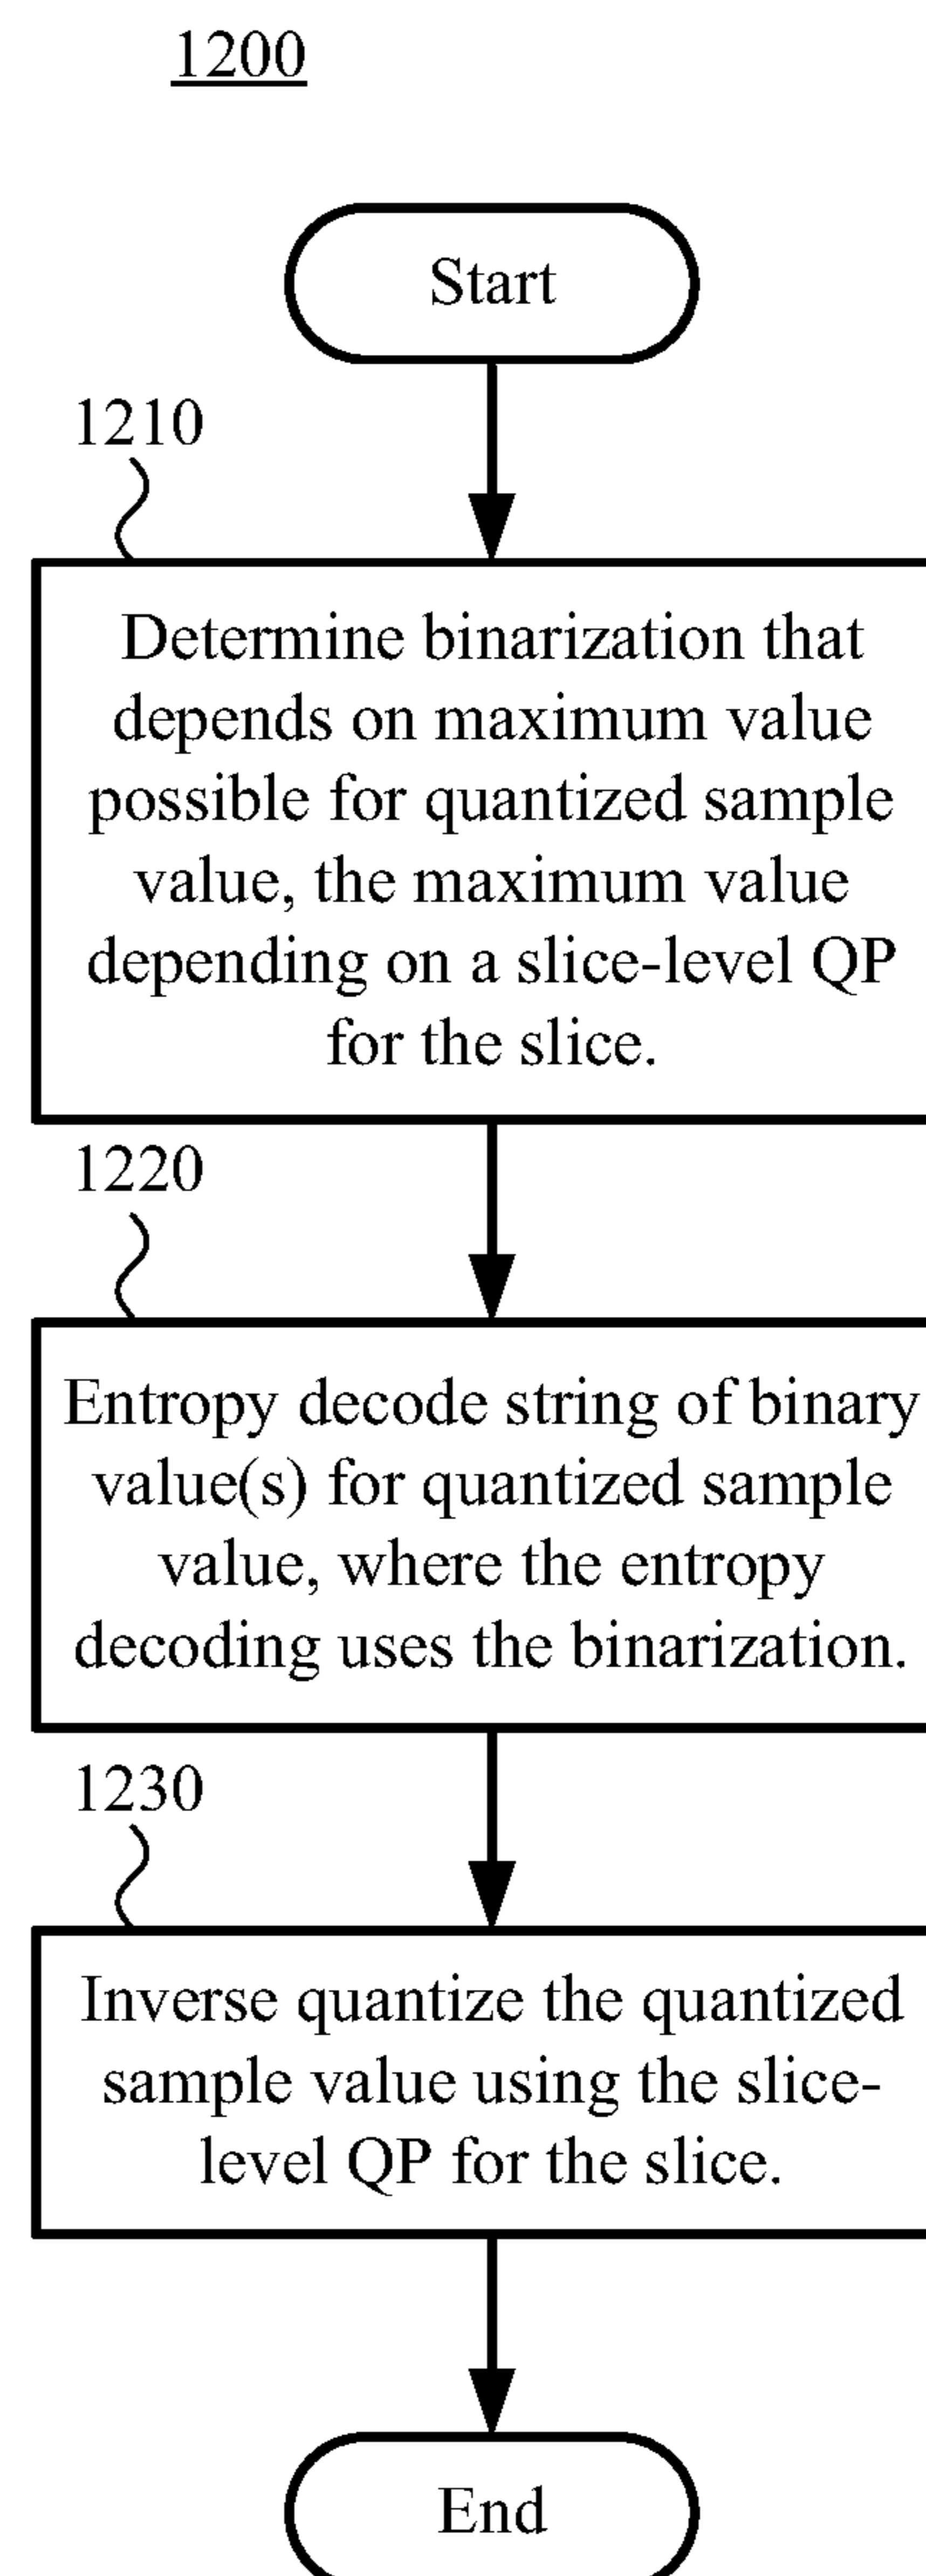 1200
Start
1210
Determine binarization that
depends on maximum value
possible for quantized sample
value, the maximum value
depending on a slice-level QP
for the slice.
1220
Entropy decode string of binary
value(s) for quantized sample
value, where the entropy
decoding uses the binarization.
1230
Inverse quantize the quantized
sample value using the slice-
level QP for the slice.
End